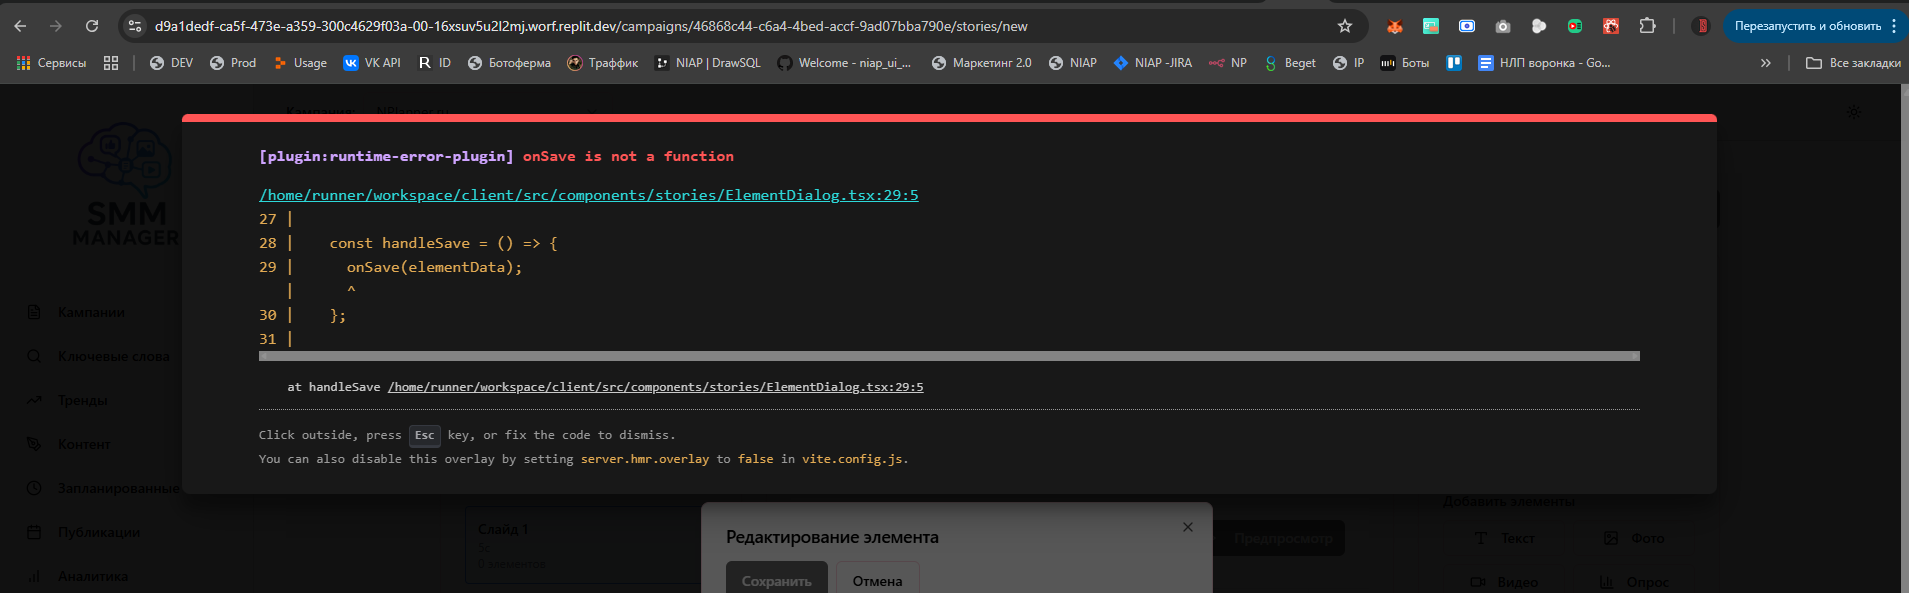 d9a1dedf-ca5f-473e-a359-300c4629f03a-00-16xsuv5u2l2mj.worf.replit.dev/campaigns/46868c44-c6a4-4bed-accf-9ad07bba790e/stories/new
Перезапустить и обновить
Сервисы DEV Prod Usage VK API ID Ботоферма Траффик NIAP | DrawSQL Welcome - niap_ui_... Маркетинг 2.0 NIAP NIAP -JIRA NP Beget IP Боты НЛП воронка - Go... » Все закладки
Кампания: NPlanner.ru
SMM
MANAGER
[plugin:runtime-error-plugin] onSave is not a function
/home/runner/workspace/client/src/components/stories/ElementDialog.tsx:29:5
27 |
28 | const handleSave = () => {
29 | onSave(elementData);
| ^
30 | };
31 |
at handleSave /home/runner/workspace/client/src/components/stories/ElementDialog.tsx:29:5
Click outside, press Esc key, or fix the code to dismiss.
You can also disable this overlay by setting server.hmr.overlay to false in vite.config.js.
Кампании
Ключевые слова
Тренды
Контент
Запланированные
Публикации
Аналитика
Слайд 1
5с
0 элементов
Редактирование элемента
Сохранить Отмена
Предпросмотр
Добавить элементы
Текст Фото
Видео Опрос